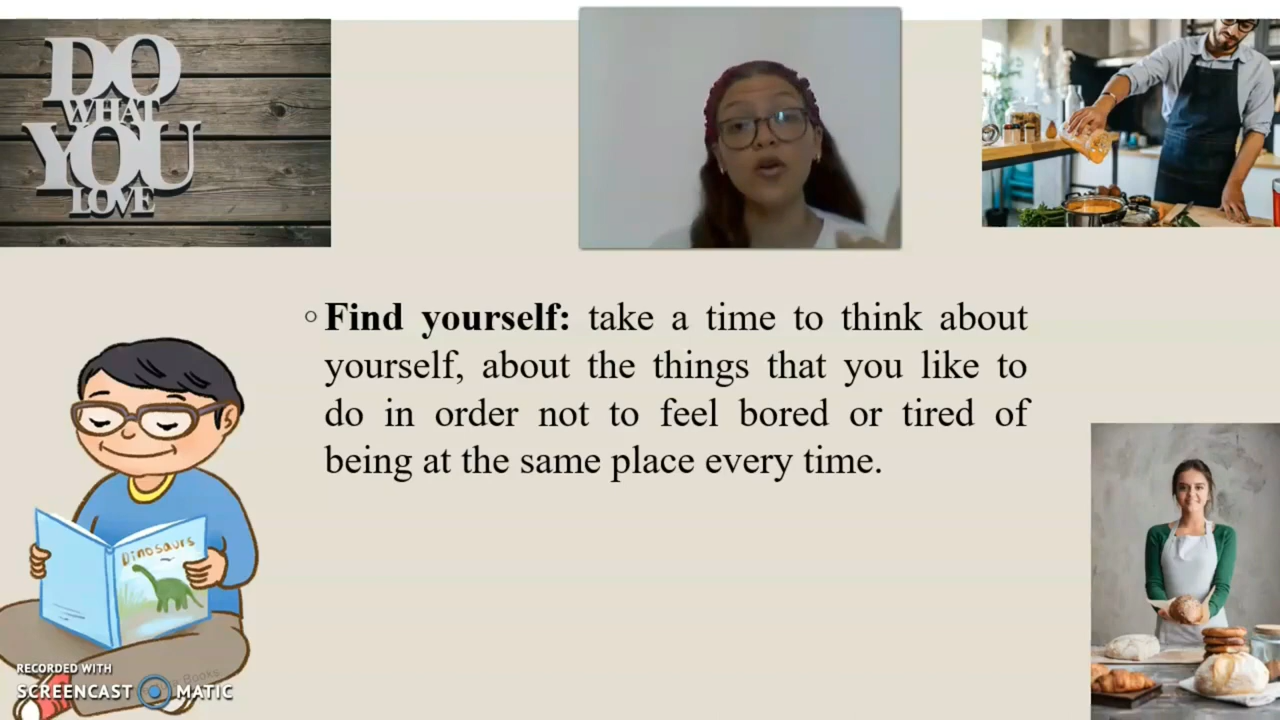 DO
WHAT
YOU
LOVE
Find yourself: take a time to think about
yourself, about the things that you like to
do in order not to feel bored or tired of
being at the same place every time.
Dinosaurs
Books
RECORDED WITH
SCREENCAST MATIC